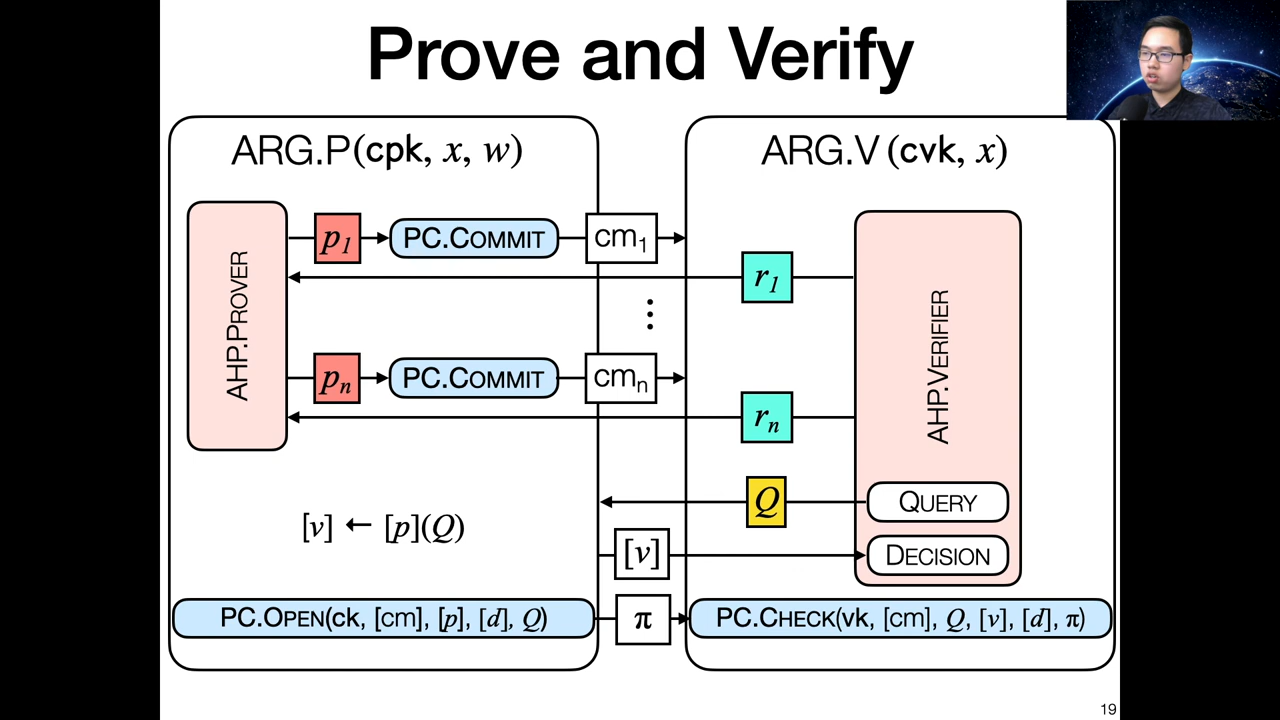 Prove and Verify
ARG.P(cpk, x, w)
ARG.V(cvk, x)
AHP.PROVER
p1
PC.COMMIT
cm1
r1
⋮
pn
PC.COMMIT
cmn
rn
AHP.VERIFIER
Q
QUERY
[v] ← [p](Q)
[v]
DECISION
PC.OPEN(ck, [cm], [p], [d], Q)
π
PC.CHECK(vk, [cm], Q, [v], [d], π)
19